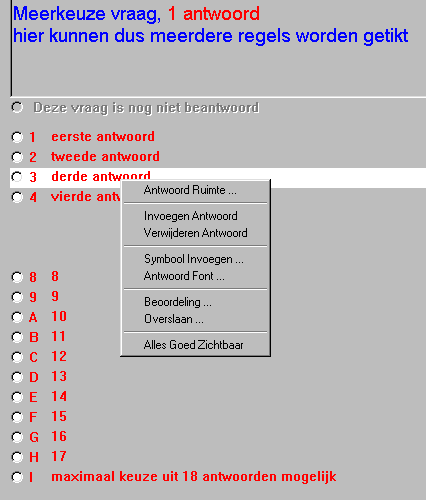 Meerkeuze vraag, 1 antwoord
hier kunnen dus meerdere regels worden getikt
Deze vraag is nog niet beantwoord
1 eerste antwoord
2 tweede antwoord
3 derde antwoord
4 vierde antw
Antwoord Ruimte ...
Invoegen Antwoord
Verwijderen Antwoord
Symbool Invoegen ...
Antwoord Font ...
Beoordeling ...
Overslaan ...
Alles Goed Zichtbaar
8 8
9 9
A 10
B 11
C 12
D 13
E 14
F 15
G 16
H 17
I maximaal keuze uit 18 antwoorden mogelijk